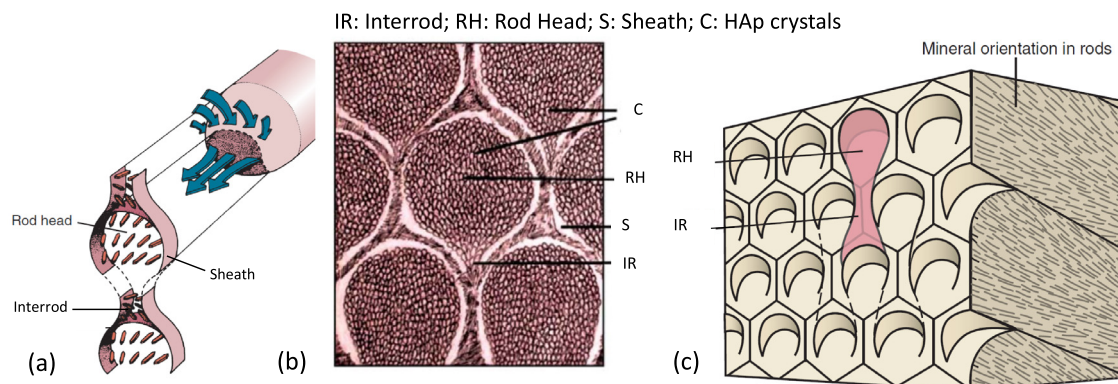 IR: Interrod; RH: Rod Head; S: Sheath; C: HAp crystals
Rod head
Sheath
Interrod
(a)
C
RH
S
IR
(b)
Mineral orientation in rods
RH
IR
(c)